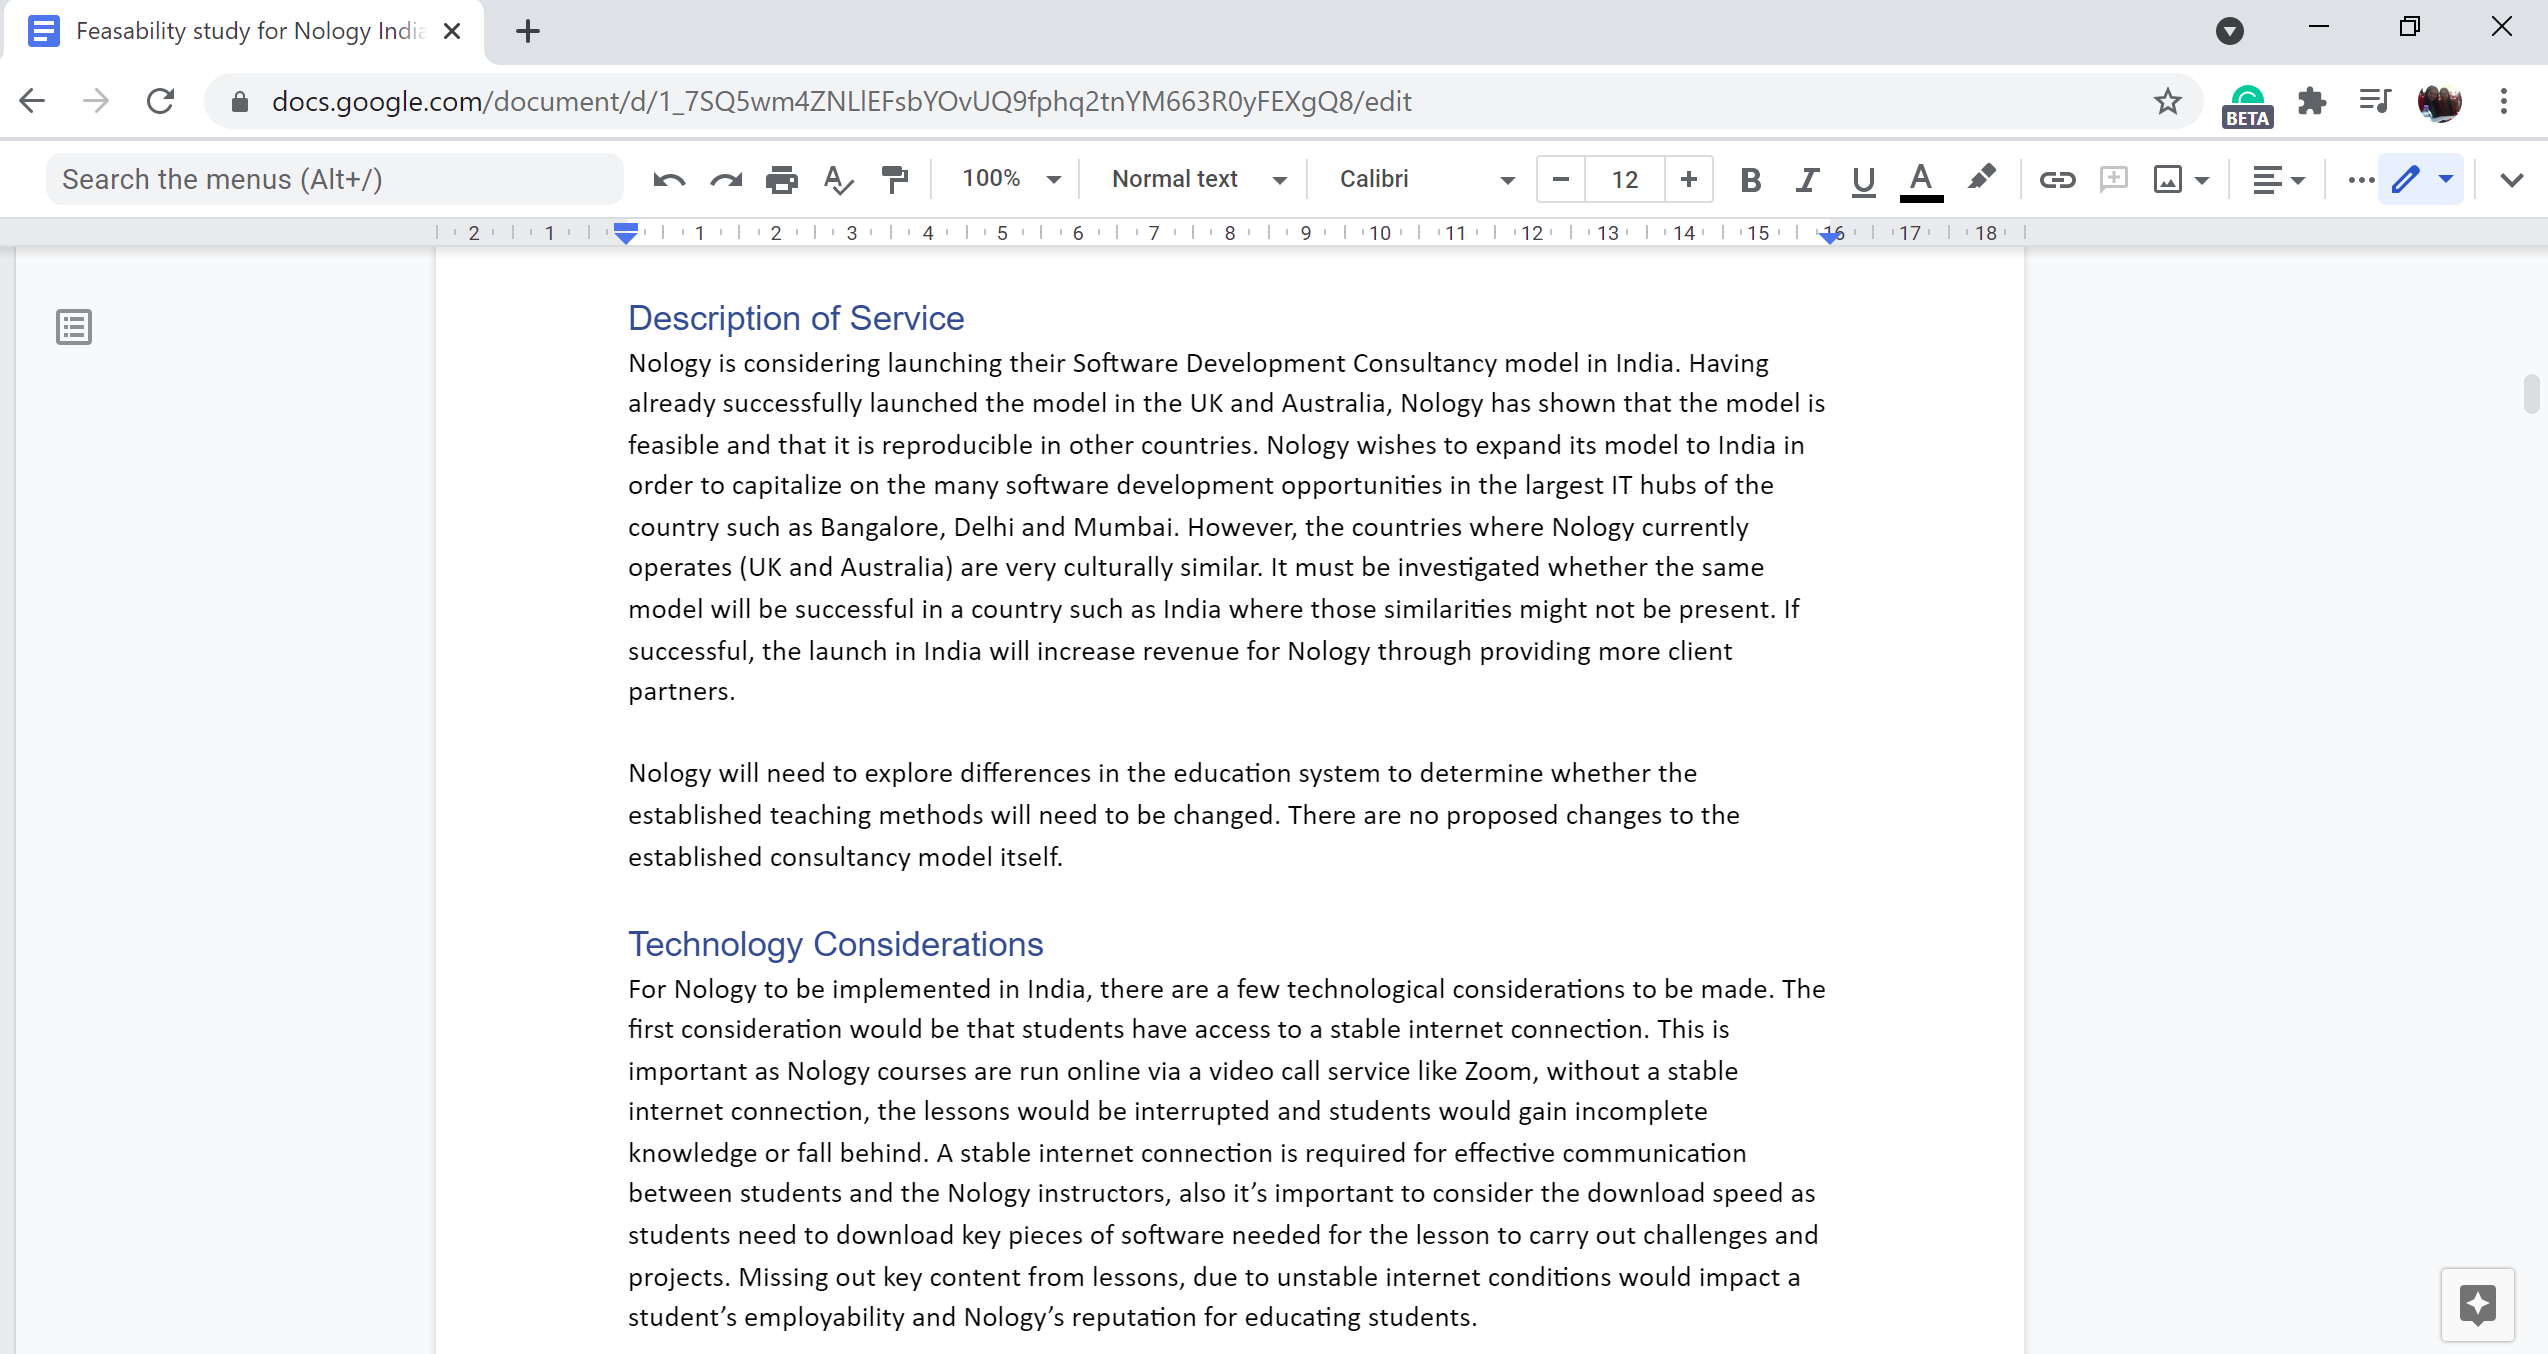 Feasability study for Nology India
docs.google.com/document/d/1_7SQ5wm4ZNLlEFsbYOvUQ9fphq2tnYM663R0yFEXgQ8/edit
BETA
Search the menus (Alt+/)
100%
Normal text
Calibri
12
B I U A
2 1 1 2 3 4 5 6 7 8 9 10 11 12 13 14 15 16 17 18
Description of Service
Nology is considering launching their Software Development Consultancy model in India. Having
already successfully launched the model in the UK and Australia, Nology has shown that the model is
feasible and that it is reproducible in other countries. Nology wishes to expand its model to India in
order to capitalize on the many software development opportunities in the largest IT hubs of the
country such as Bangalore, Delhi and Mumbai. However, the countries where Nology currently
operates (UK and Australia) are very culturally similar. It must be investigated whether the same
model will be successful in a country such as India where those similarities might not be present. If
successful, the launch in India will increase revenue for Nology through providing more client
partners.
Nology will need to explore differences in the education system to determine whether the
established teaching methods will need to be changed. There are no proposed changes to the
established consultancy model itself.
Technology Considerations
For Nology to be implemented in India, there are a few technological considerations to be made. The
first consideration would be that students have access to a stable internet connection. This is
important as Nology courses are run online via a video call service like Zoom, without a stable
internet connection, the lessons would be interrupted and students would gain incomplete
knowledge or fall behind. A stable internet connection is required for effective communication
between students and the Nology instructors, also it’s important to consider the download speed as
students need to download key pieces of software needed for the lesson to carry out challenges and
projects. Missing out key content from lessons, due to unstable internet conditions would impact a
student’s employability and Nology’s reputation for educating students.